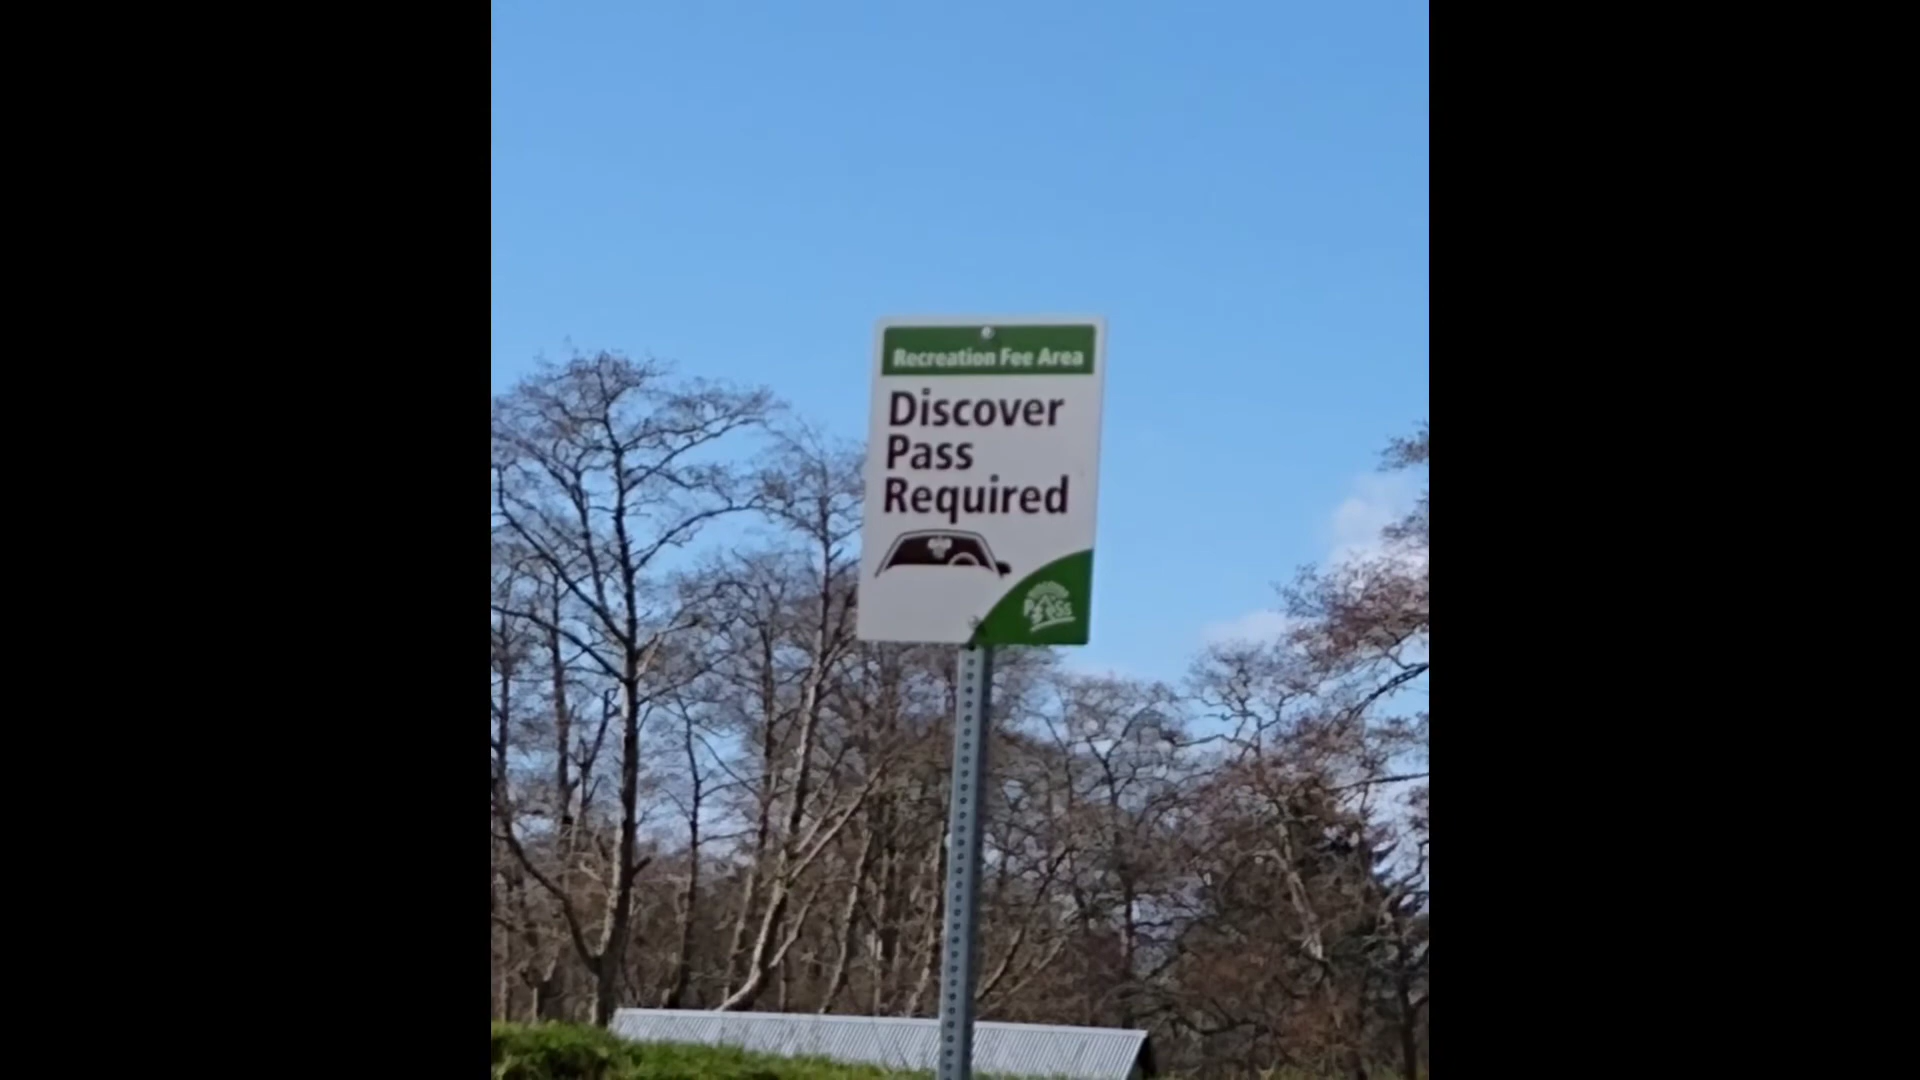 Recreation Fee Area
Discover
Pass
Required
PASS